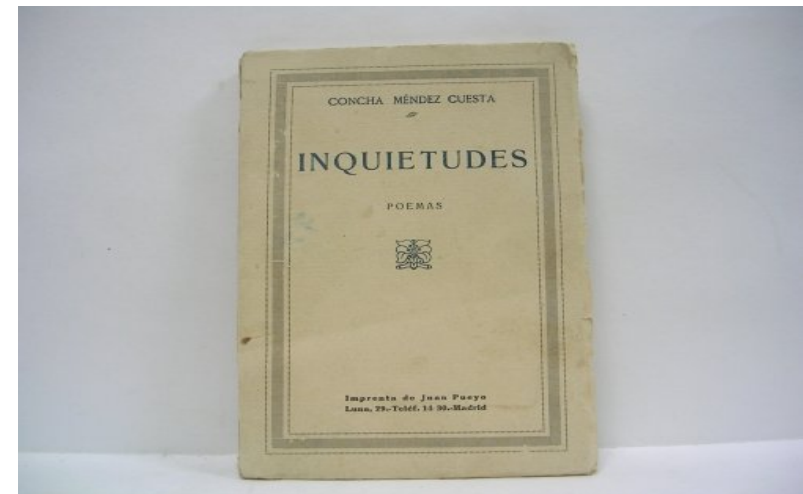 CONCHA MÉNDEZ CUESTA
INQUIETUDES
POEMAS
Imprenta de Juan Pueyo
Luna, 29.-Teléf. 14-30.-Madrid